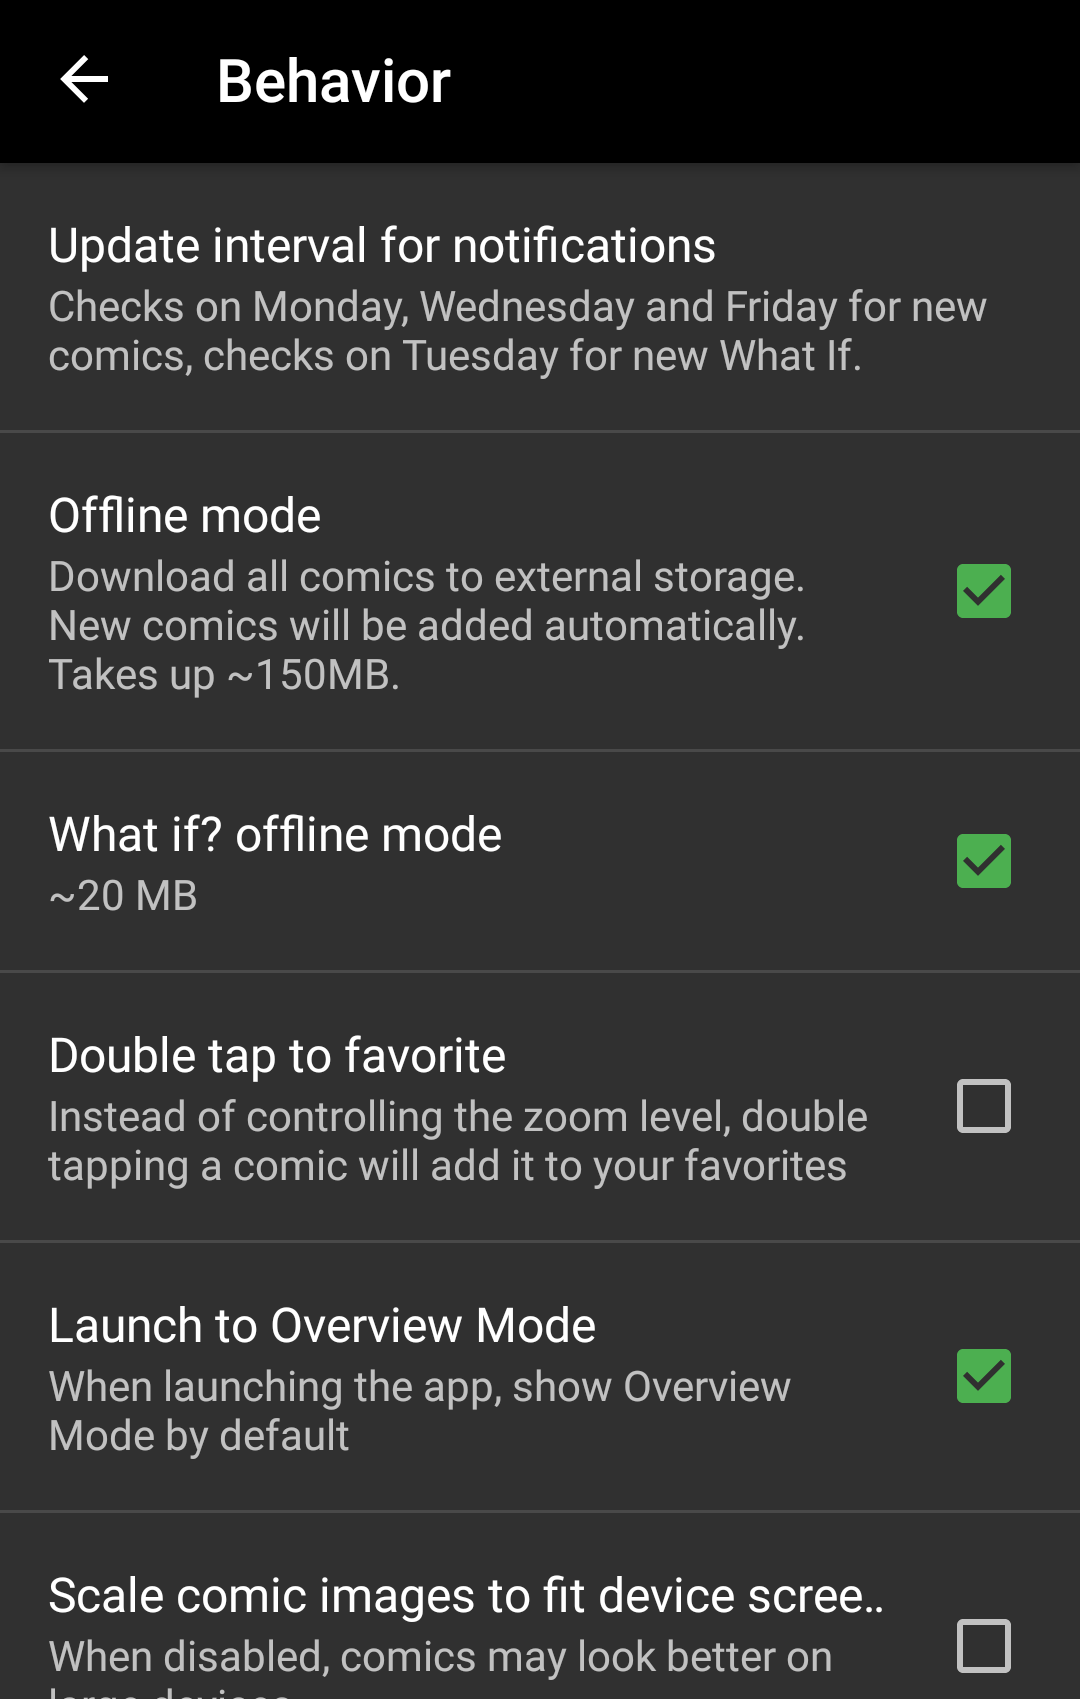 Behavior
Update interval for notifications
Checks on Monday, Wednesday and Friday for new
comics, checks on Tuesday for new What If.
Offline mode
Download all comics to external storage.
New comics will be added automatically.
Takes up ~150MB.
What if? offline mode
~20 MB
Double tap to favorite
Instead of controlling the zoom level, double
tapping a comic will add it to your favorites
Launch to Overview Mode
When launching the app, show Overview
Mode by default
Scale comic images to fit device scree..
When disabled, comics may look better on
large devices